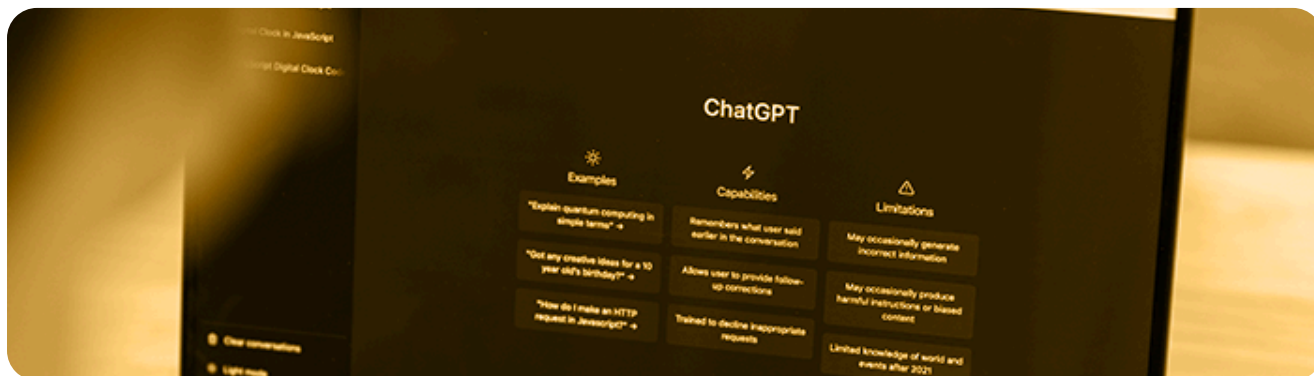 Clock in JavaScript
Digital Clock Code
ChatGPT
Examples
"Explain quantum computing in
simple terms" →
"Got any creative ideas for a 10
year old's birthday?" →
"How do I make an HTTP
request in Javascript?" →
Capabilities
Remembers what user said
earlier in the conversation
Allows user to provide follow-
up corrections
Trained to decline inappropriate
requests
Limitations
May occasionally generate
incorrect information
May occasionally produce
harmful instructions or biased
content
Limited knowledge of world and
events after 2021
Clear conversations
Light mode